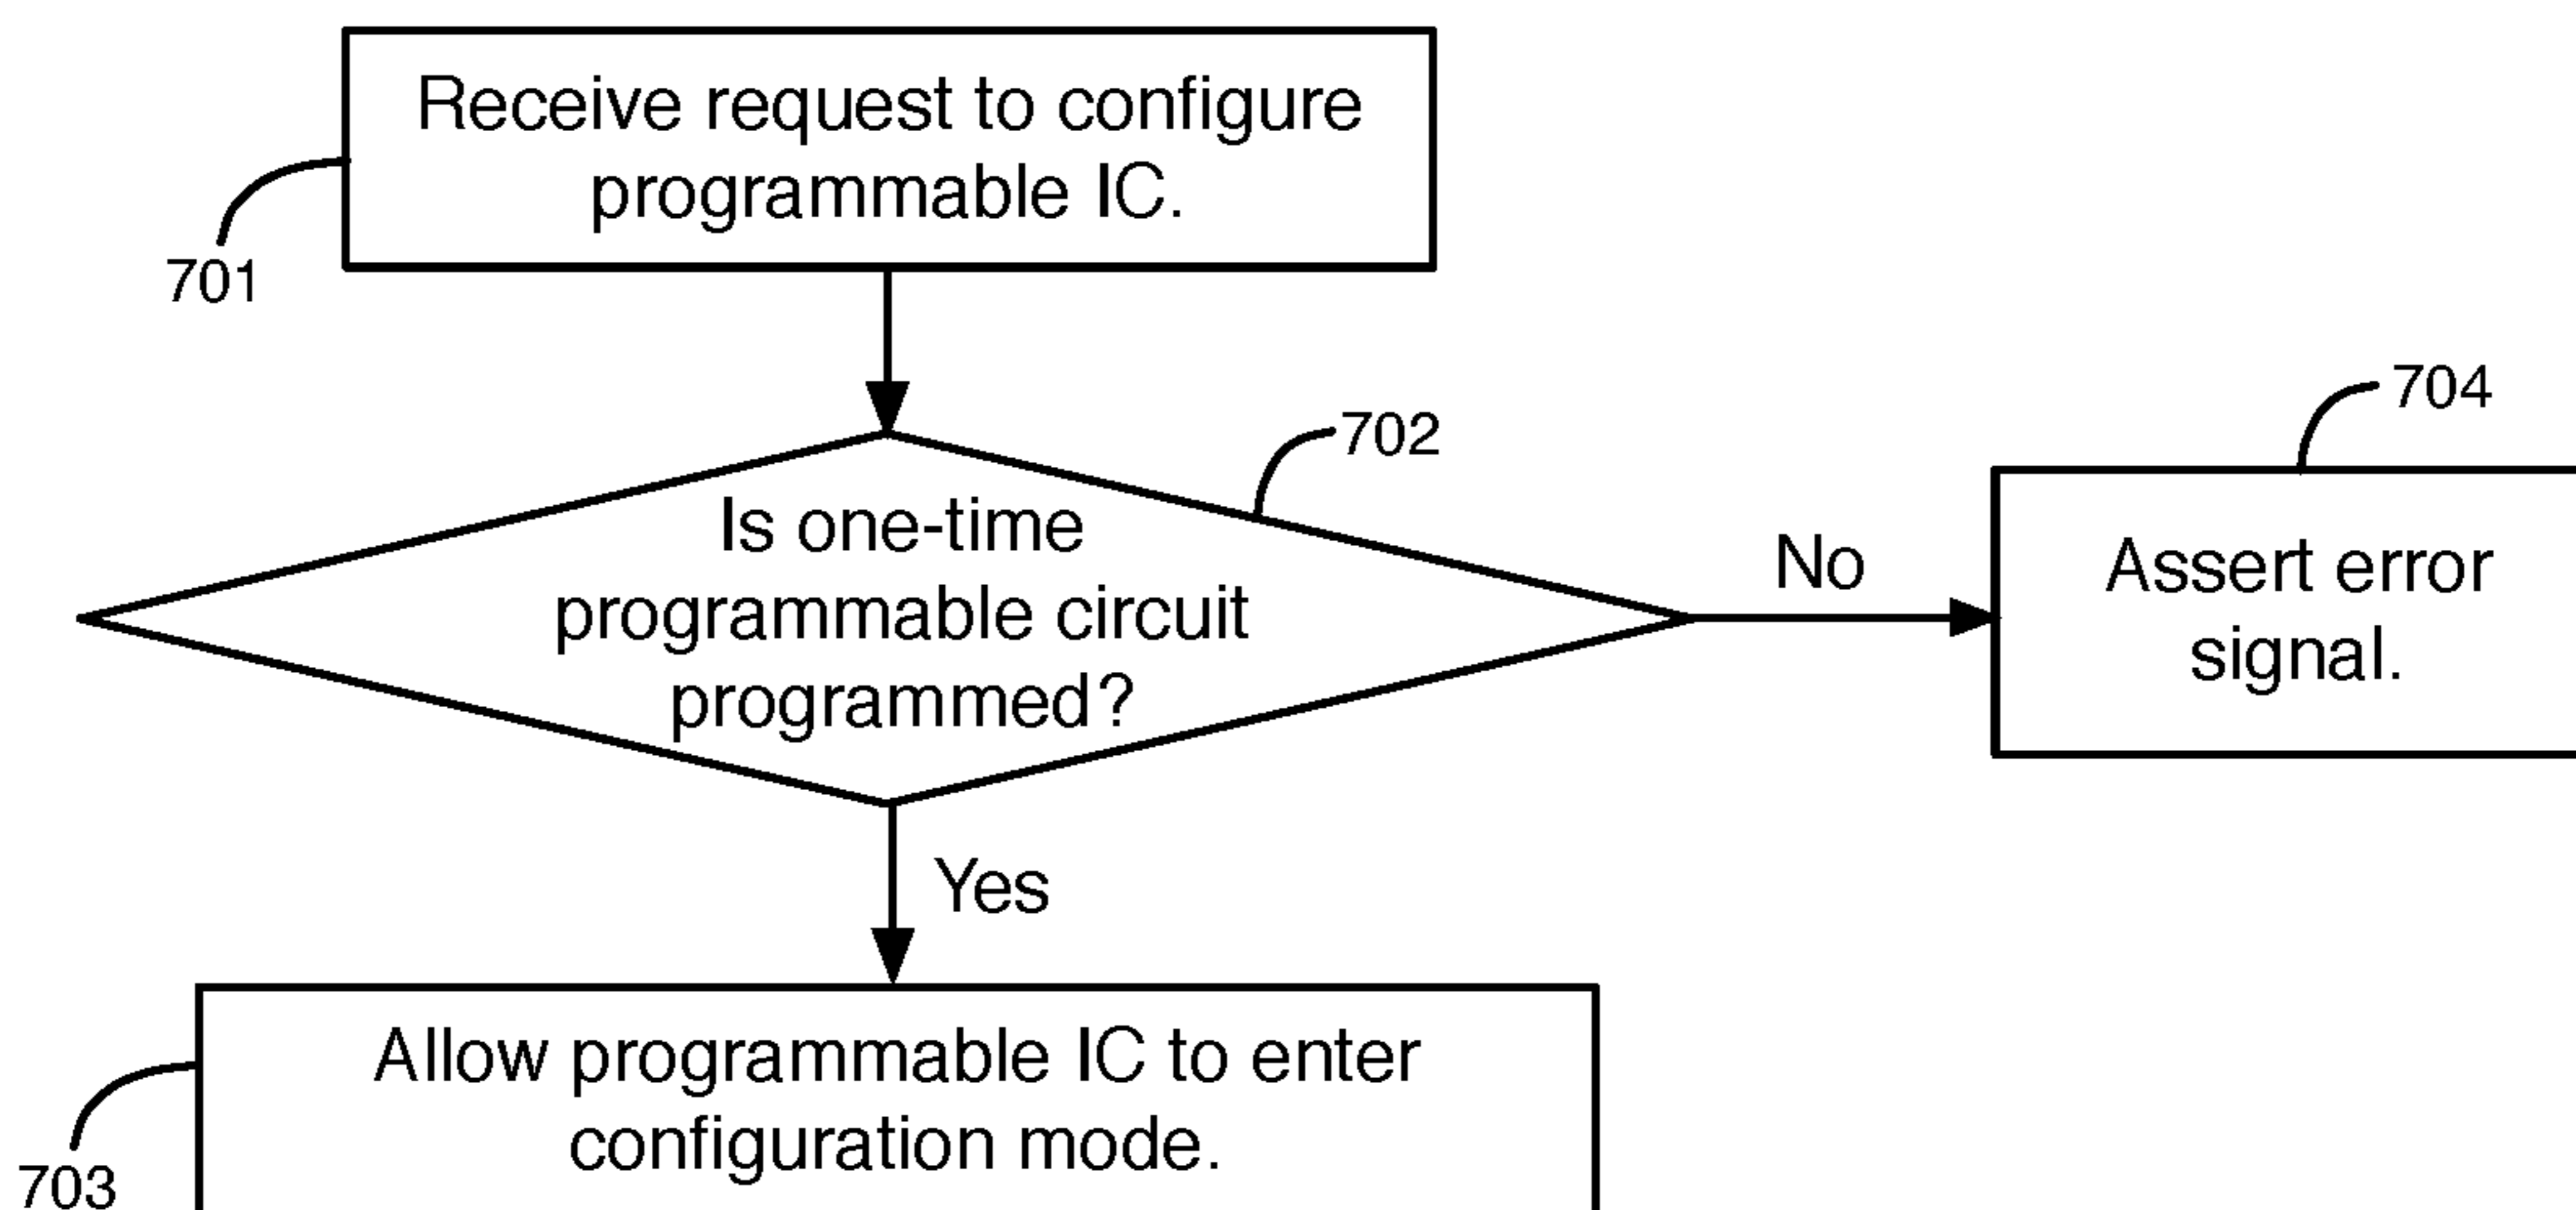 Receive request to configure
programmable IC.
701
702
Is one-time
programmable circuit
programmed?
No
704
Assert error
signal.
Yes
Allow programmable IC to enter
configuration mode.
703